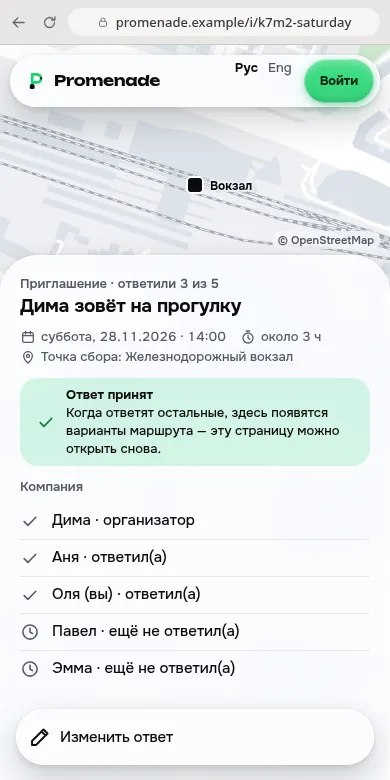 promenade.example/i/k7m2-saturday
Promenade
Рус Eng
Войти
Вокзал
© OpenStreetMap
Приглашение · ответили 3 из 5
Дима зовёт на прогулку
суббота, 28.11.2026 · 14:00 около 3 ч
Точка сбора: Железнодорожный вокзал
Ответ принят
Когда ответят остальные, здесь появятся
варианты маршрута — эту страницу можно
открыть снова.
Компания
Дима · организатор
Аня · ответил(а)
Оля (вы) · ответил(а)
Павел · ещё не ответил(а)
Эмма · ещё не ответил(а)
Изменить ответ